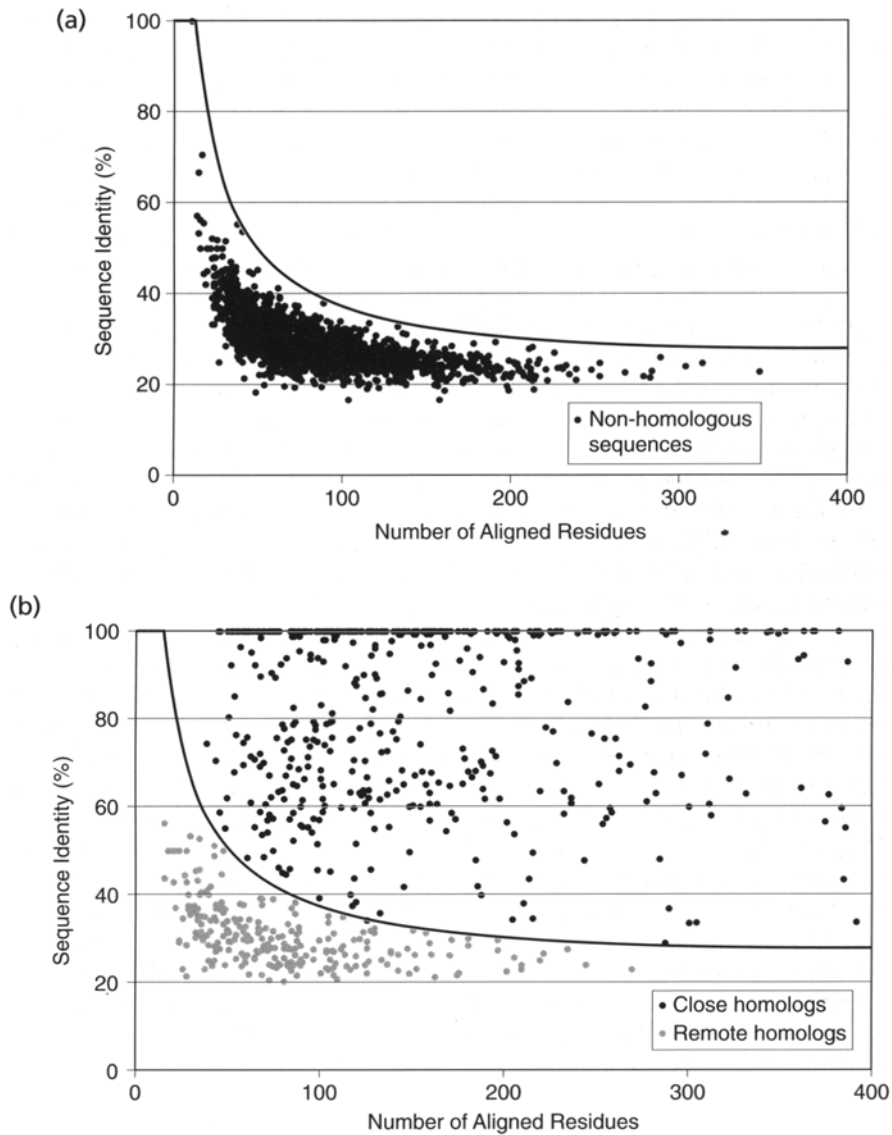 (a)
100
80
60
40
20
0
Sequence Identity (%)
• Non-homologous
sequences
0 100 200 300 400
Number of Aligned Residues
(b)
100
80
60
40
20
0
Sequence Identity (%)
• Close homologs
• Remote homologs
0 100 200 300 400
Number of Aligned Residues